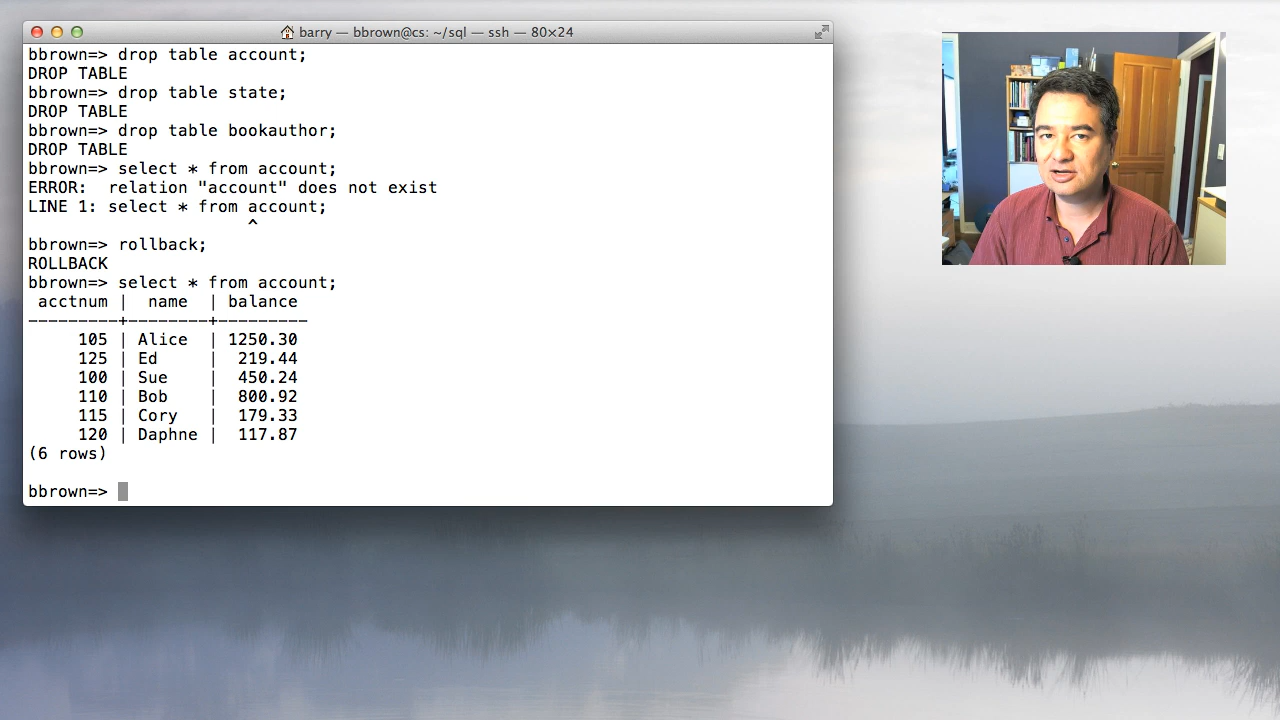 barry — bbrown@cs: ~/sql — ssh — 80×24
bbrown=> drop table account;
DROP TABLE
bbrown=> drop table state;
DROP TABLE
bbrown=> drop table bookauthor;
DROP TABLE
bbrown=> select * from account;
ERROR:  relation "account" does not exist
LINE 1: select * from account;
                      ^
bbrown=> rollback;
ROLLBACK
bbrown=> select * from account;
 acctnum |  name  | balance
---------+--------+---------
     105 | Alice  | 1250.30
     125 | Ed     |  219.44
     100 | Sue    |  450.24
     110 | Bob    |  800.92
     115 | Cory   |  179.33
     120 | Daphne |  117.87
(6 rows)
bbrown=>